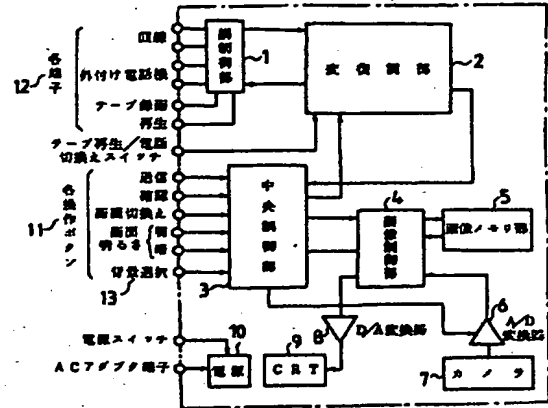 回線
外付け電話機
テープ録音
再生
テープ再生/電話
切換えスイッチ
各端子
12
網制御部
1
変復調部
2
各操作ボタン
11
送信
確認
画面切換え
画面
明るさ
明
暗
背景選択
13
中央制御部
3
画像制御部
4
画像メモリ部
5
A/D
変換器
6
カメラ
7
D/A変換器
8
CRT
9
電源スイッチ
ACアダプタ端子
電源
10